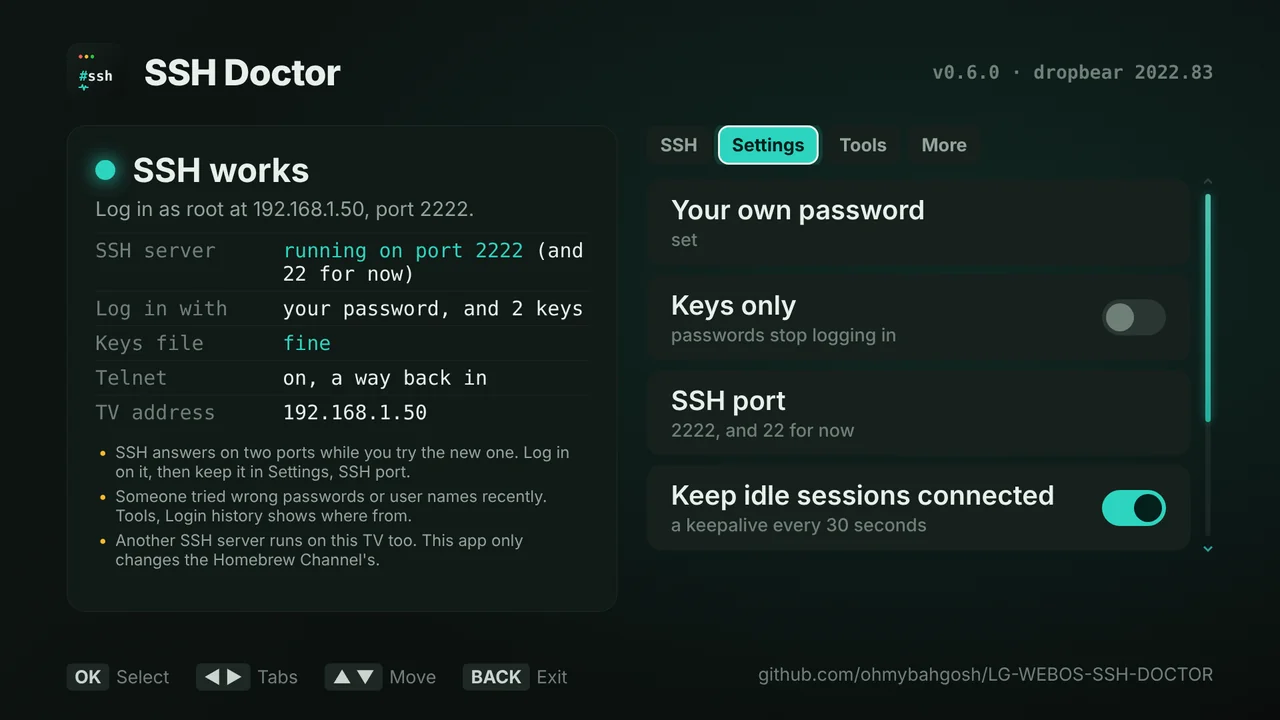 #ssh
SSH Doctor
v0.6.0 · dropbear 2022.83
SSH works
Log in as root at 192.168.1.50, port 2222.
SSH server running on port 2222 (and
22 for now)
Log in with your password, and 2 keys
Keys file fine
Telnet on, a way back in
TV address 192.168.1.50
• SSH answers on two ports while you try the new one. Log in
on it, then keep it in Settings, SSH port.
• Someone tried wrong passwords or user names recently.
Tools, Login history shows where from.
• Another SSH server runs on this TV too. This app only
changes the Homebrew Channel's.
SSH Settings Tools More
Your own password
set
Keys only
passwords stop logging in
SSH port
2222, and 22 for now
Keep idle sessions connected
a keepalive every 30 seconds
OK Select ◀ ▶ Tabs ▲ ▼ Move BACK Exit
github.com/ohmybahgosh/LG-WEBOS-SSH-DOCTOR